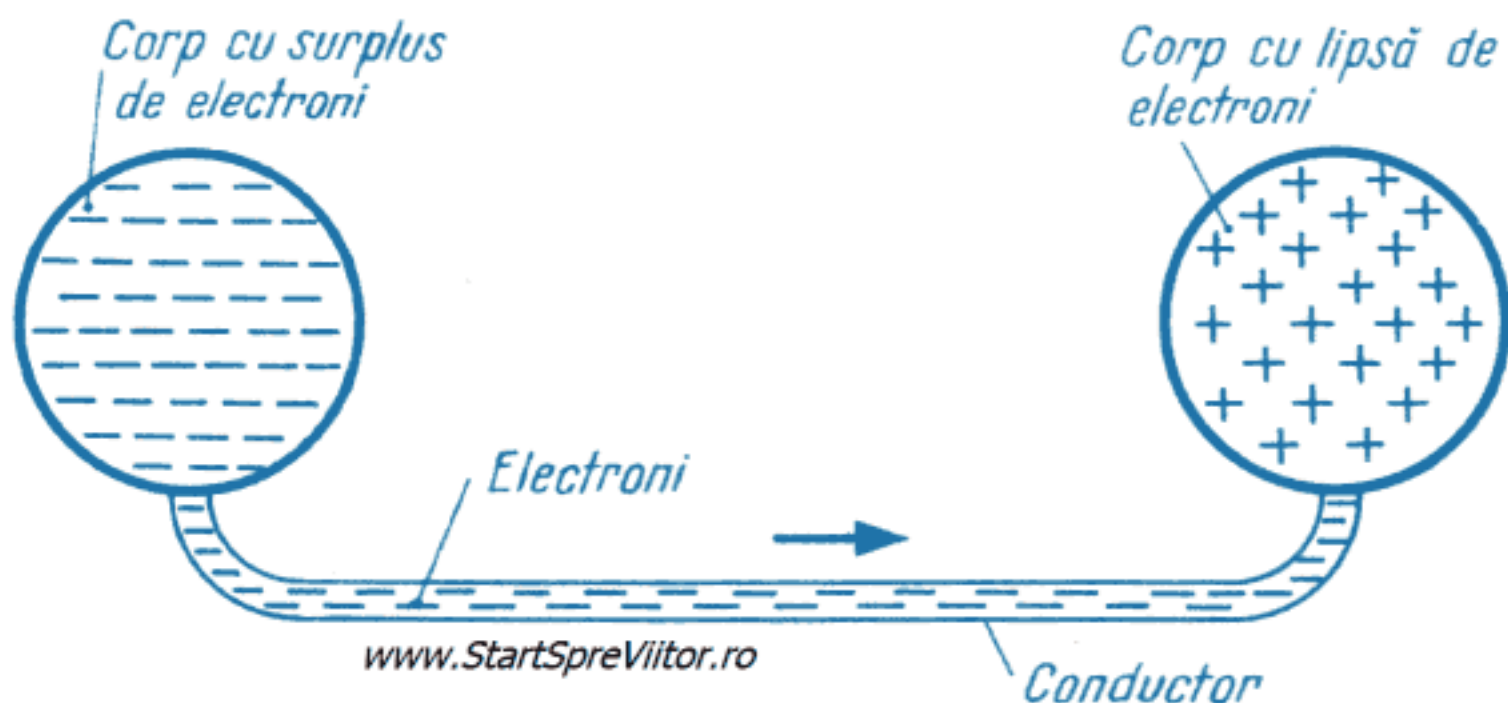 Corp cu surplus
de electroni
Corp cu lipsă de
electroni
Electroni
www.StartSpreViitor.ro
Conductor